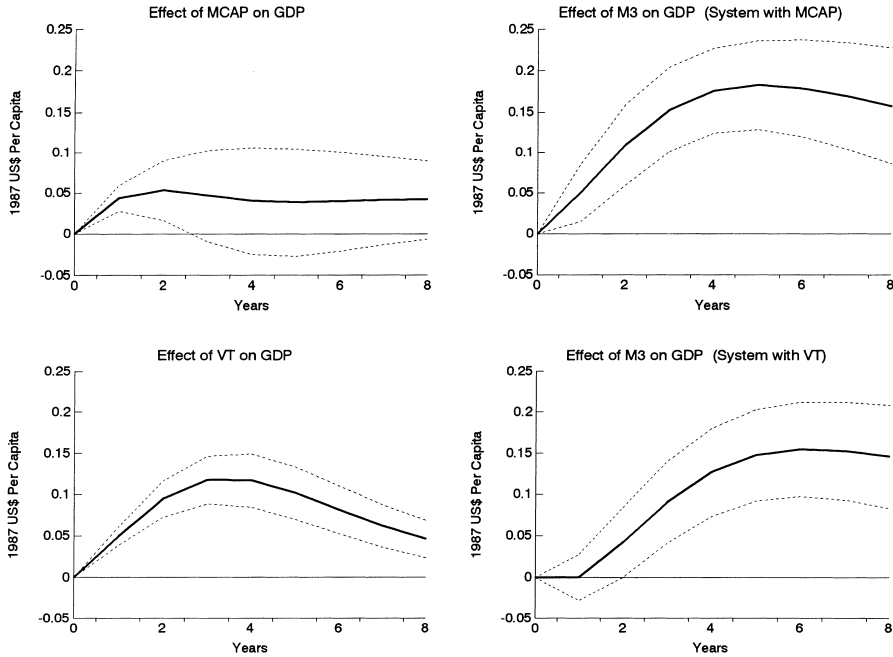 Effect of MCAP on GDP
1987 US$ Per Capita
0.25
0.2
0.15
0.1
0.05
0
-0.05
0 2 4 6 8
Years
Effect of M3 on GDP (System with MCAP)
1987 US$ Per Capita
0.25
0.2
0.15
0.1
0.05
0
-0.05
0 2 4 6 8
Years
Effect of VT on GDP
1987 US$ Per Capita
0.25
0.2
0.15
0.1
0.05
0
-0.05
0 2 4 6 8
Years
Effect of M3 on GDP (System with VT)
1987 US$ Per Capita
0.25
0.2
0.15
0.1
0.05
0
-0.05
0 2 4 6 8
Years